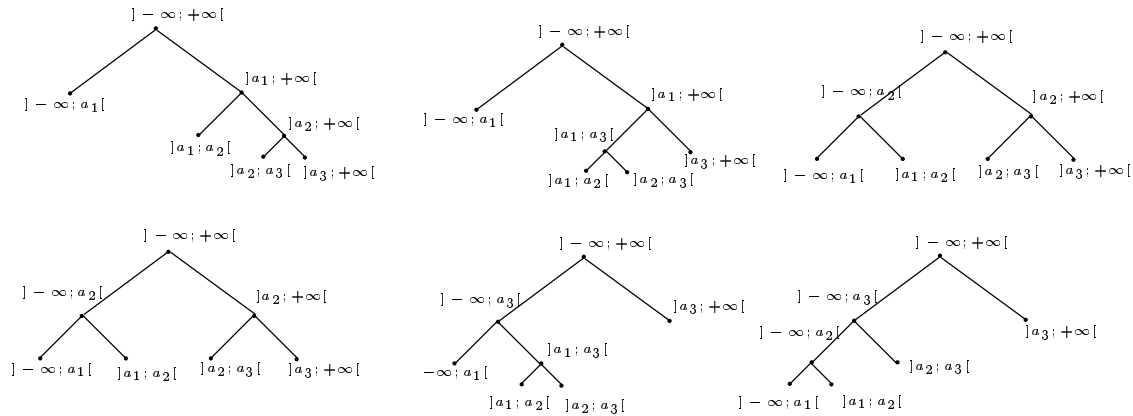 ] − ∞; +∞[
]a1; +∞[
] − ∞; a1[
]a2; +∞[
]a1; a2[
]a2; a3[
]a3; +∞[
] − ∞; +∞[
]a1; +∞[
] − ∞; a1[
]a1; a3[
]a3; +∞[
]a1; a2[
]a2; a3[
] − ∞; +∞[
] − ∞; a2[
]a2; +∞[
] − ∞; a1[
]a1; a2[
]a2; a3[
]a3; +∞[
] − ∞; +∞[
] − ∞; a2[
]a2; +∞[
] − ∞; a1[
]a1; a2[
]a2; a3[
]a3; +∞[
] − ∞; +∞[
] − ∞; a3[
]a3; +∞[
]a1; a3[
−∞; a1[
]a1; a2[
]a2; a3[
] − ∞; +∞[
] − ∞; a3[
] − ∞; a2[
]a3; +∞[
]a2; a3[
] − ∞; a1[
]a1; a2[